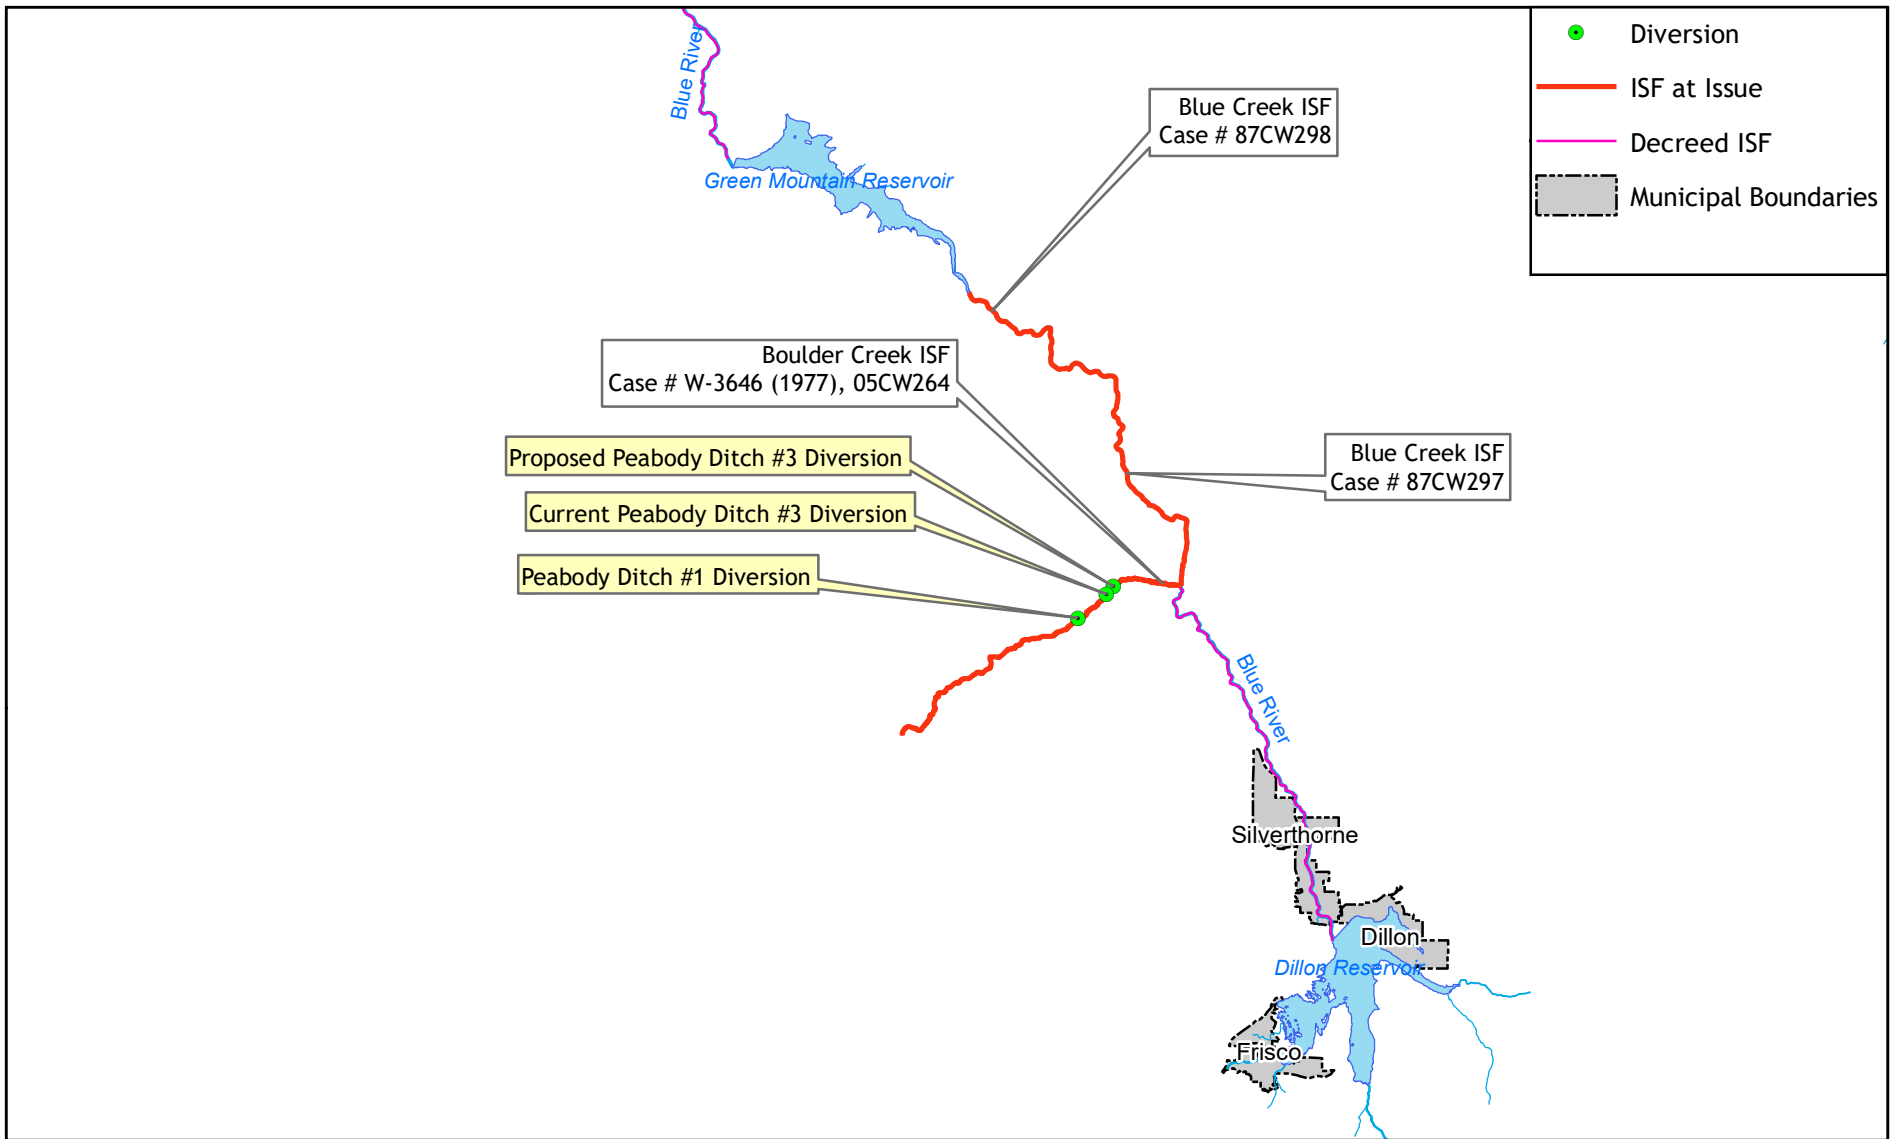 Diversion
ISF at Issue
Decreed ISF
Municipal Boundaries
Blue River
Green Mountain Reservoir
Blue Creek ISF
Case # 87CW298
Boulder Creek ISF
Case # W-3646 (1977), 05CW264
Proposed Peabody Ditch #3 Diversion
Current Peabody Ditch #3 Diversion
Peabody Ditch #1 Diversion
Blue Creek ISF
Case # 87CW297
Blue River
Silverthorne
Dillon
Dillon Reservoir
Frisco